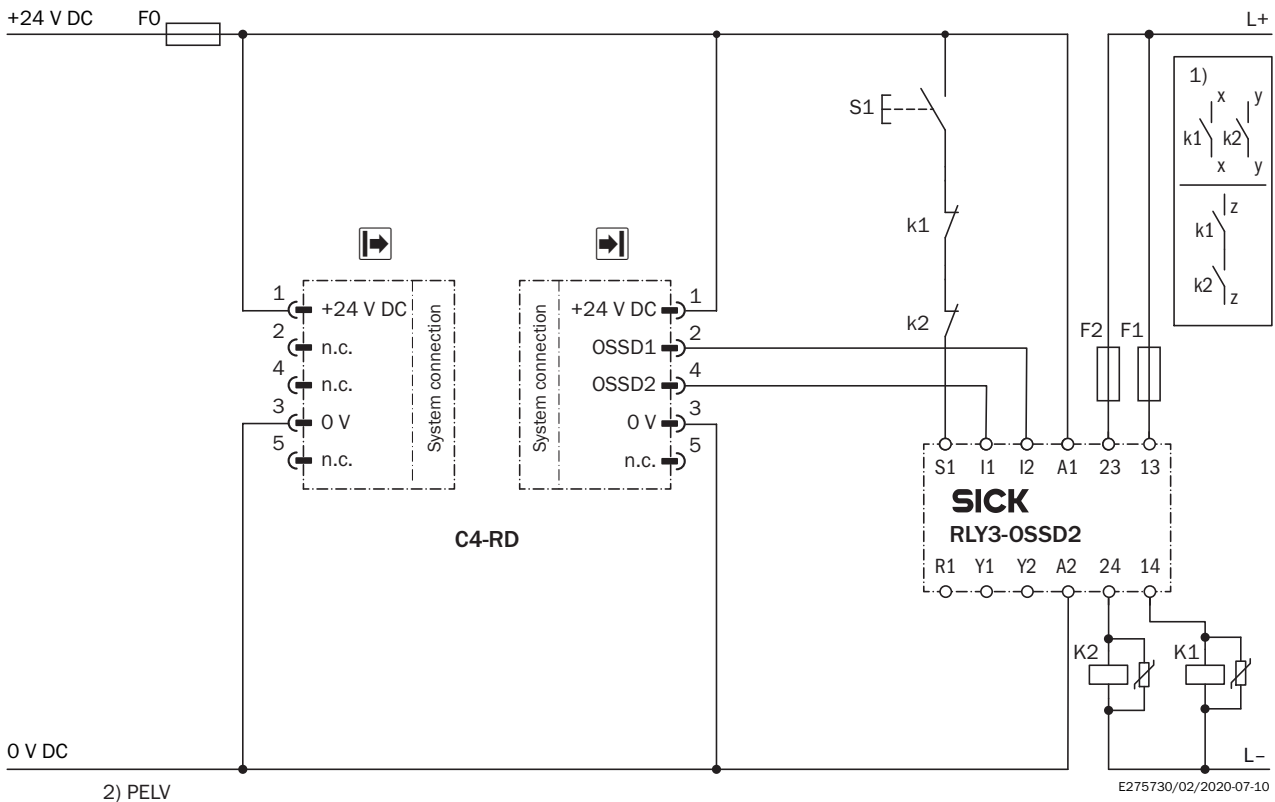 +24 V DC
F0
L+
1)
x y
k1 k2
x y
z
k1
k2
z
S1
k1
k2
F2 F1
1 +24 V DC
2 n.c.
4 n.c.
3 0 V
5 n.c.
System connection
System connection
+24 V DC 1
OSSD1 2
OSSD2 4
0 V 3
n.c. 5
C4-RD
S1 I1 I2 A1 23 13
SICK
RLY3-OSSD2
R1 Y1 Y2 A2 24 14
K2 K1
0 V DC
L–
2) PELV
E275730/02/2020-07-10